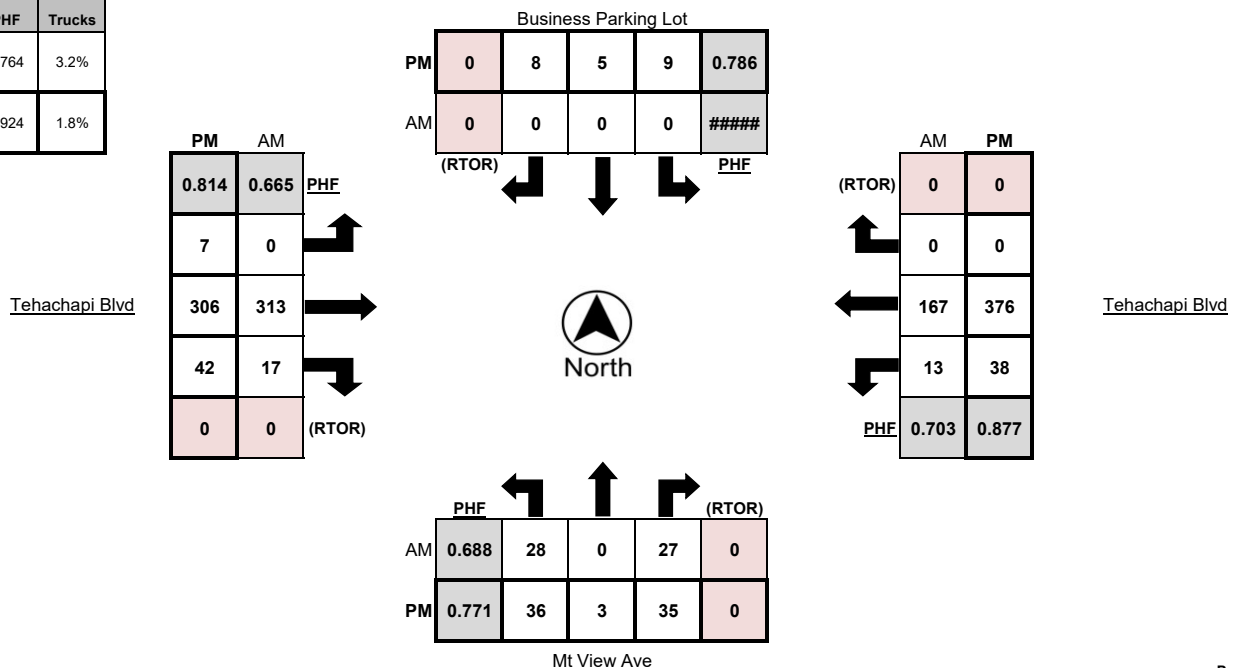 Trucks
764 3.2%
924 1.8%
Business Parking Lot
PM 0 8 5 9 0.786
AM 0 0 0 0 #####
(RTOR) PHF
PM AM
0.814 0.665 PHF
7 0
306 313
42 17
0 0 (RTOR)
Tehachapi Blvd
North
AM PM
(RTOR) 0 0
0 0
167 376
13 38
PHF 0.703 0.877
Tehachapi Blvd
PHF (RTOR)
AM 0.688 28 0 27 0
PM 0.771 36 3 35 0
Mt View Ave